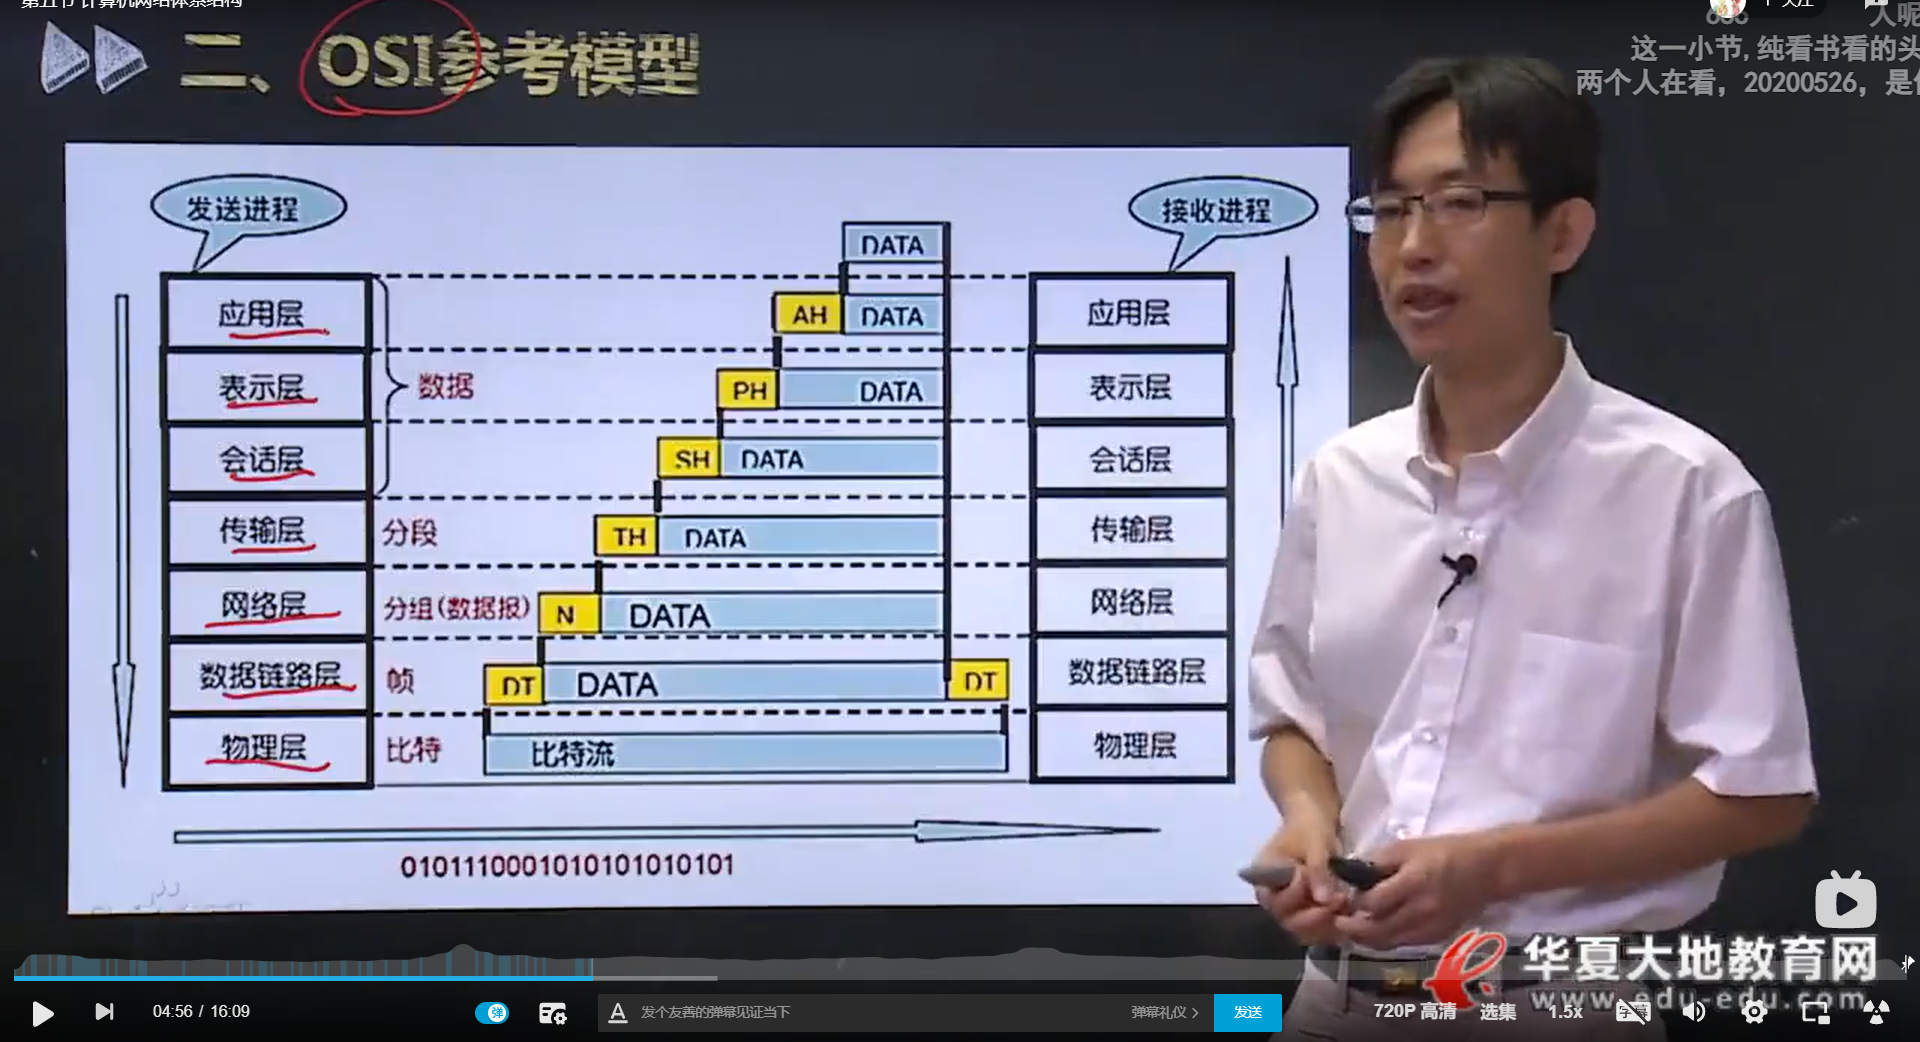 第五节 计算机网络体系结构
关注
666
人呢
这一小节,纯看书看的头
两个人在看，20200526，是
二、OSI参考模型
发送进程
接收进程
DATA
应用层
AH
DATA
应用层
表示层
数据
PH
DATA
表示层
会话层
SH
DATA
会话层
传输层
分段
TH
DATA
传输层
网络层
分组(数据报)
N
DATA
网络层
数据链路层
帧
DT
DATA
DT
数据链路层
物理层
比特
比特流
物理层
0101110001010101010101
华夏大地教育网
www.edu-edu.com
04:56 / 16:09
弹
A
发个友善的弹幕见证当下
弹幕礼仪
发送
720P 高清
选集
1.5x
字幕